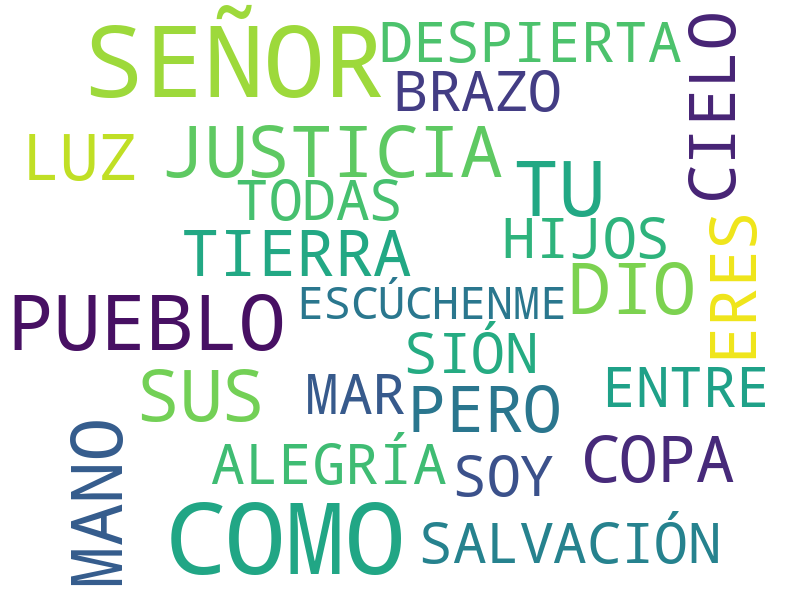 SEÑOR
DESPIERTA
BRAZO
CIELO
LUZ
JUSTICIA
TU
TODAS
HIJOS
ERES
TIERRA
DIO
PUEBLO
ESCÚCHENME
SIÓN
SUS
MAR
PERO
ENTRE
MANO
ALEGRÍA
SOY
COPA
COMO
SALVACIÓN